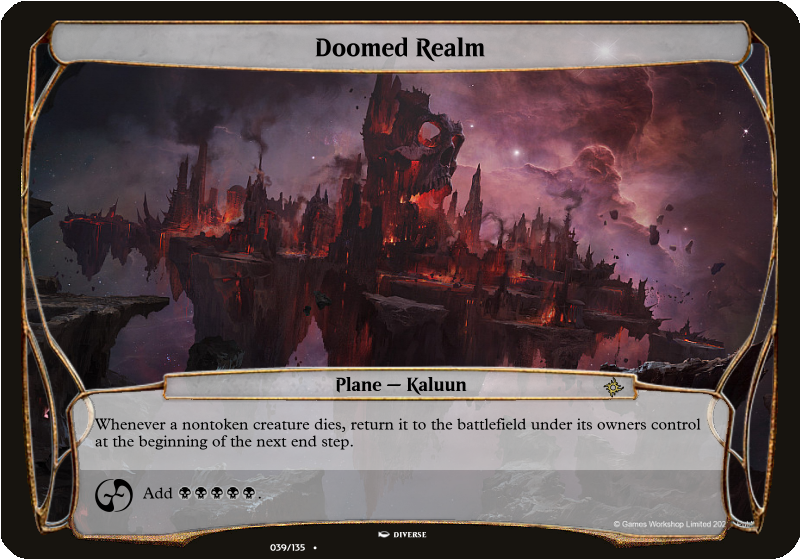 Doomed Realm
Plane — Kaluun
Whenever a nontoken creature dies, return it to the battlefield under its owners control
at the beginning of the next end step.
Add .
© Games Workshop Limited
DIVERSE
039/135 •